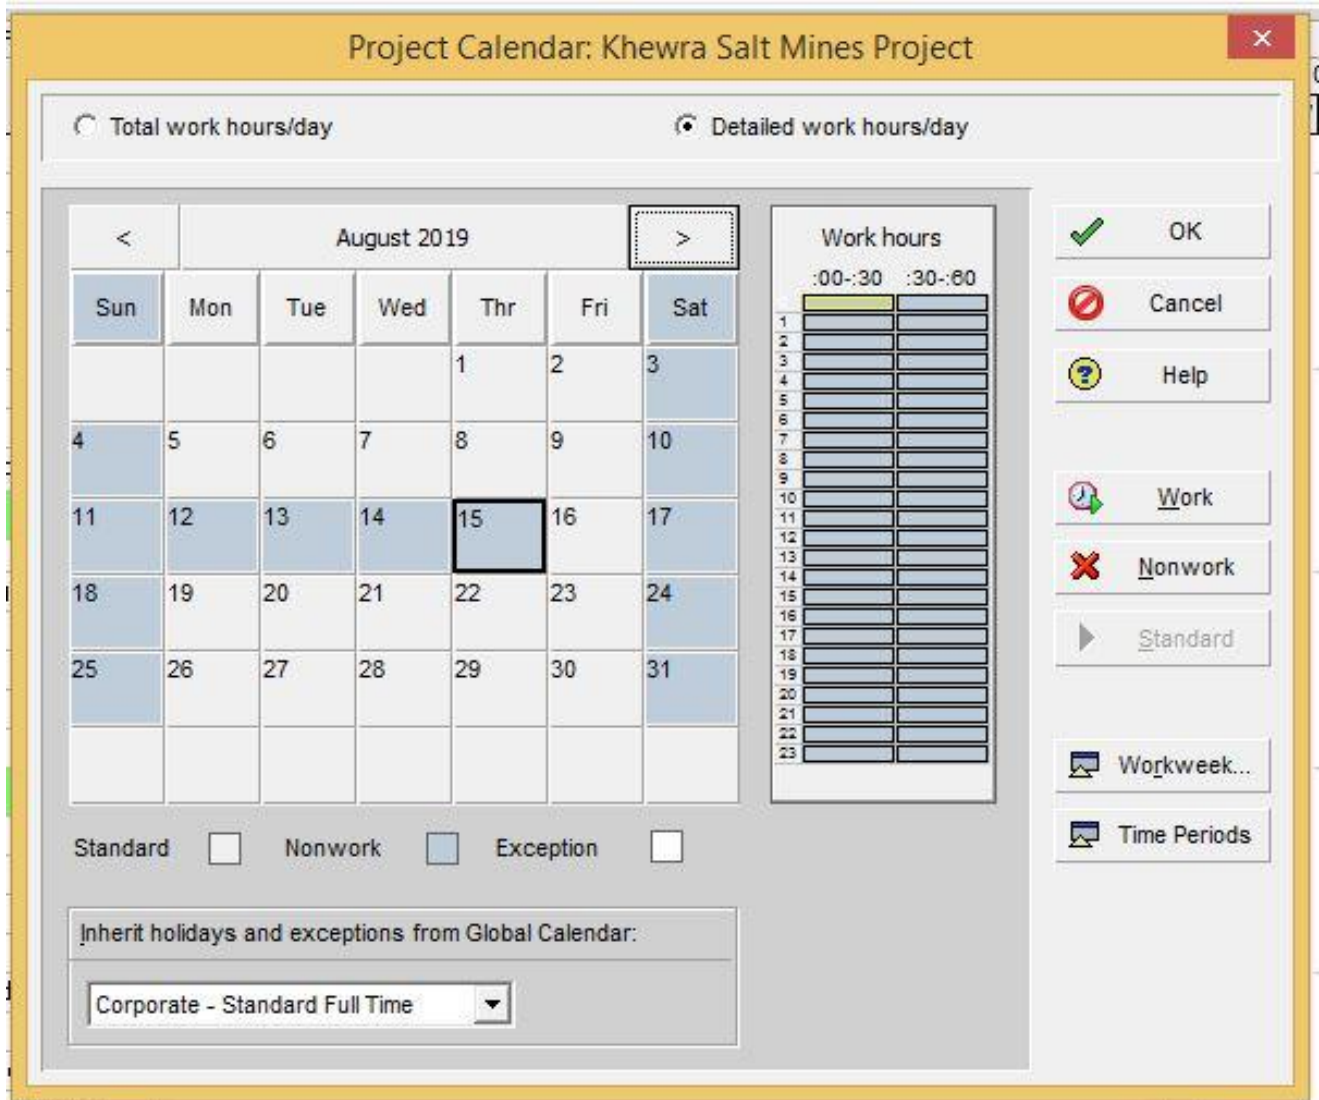 Project Calendar: Khewra Salt Mines Project
Total work hours/day Detailed work hours/day
< August 2019 >
Sun Mon Tue Wed Thr Fri Sat
1 2 3
4 5 6 7 8 9 10
11 12 13 14 15 16 17
18 19 20 21 22 23 24
25 26 27 28 29 30 31
Standard Nonwork Exception
Inherit holidays and exceptions from Global Calendar:
Corporate - Standard Full Time
Work hours
:00-:30 :30-:60
1
2
3
4
5
6
7
8
9
10
11
12
13
14
15
16
17
18
19
20
21
22
23
OK
Cancel
Help
Work
Nonwork
Standard
Workweek...
Time Periods